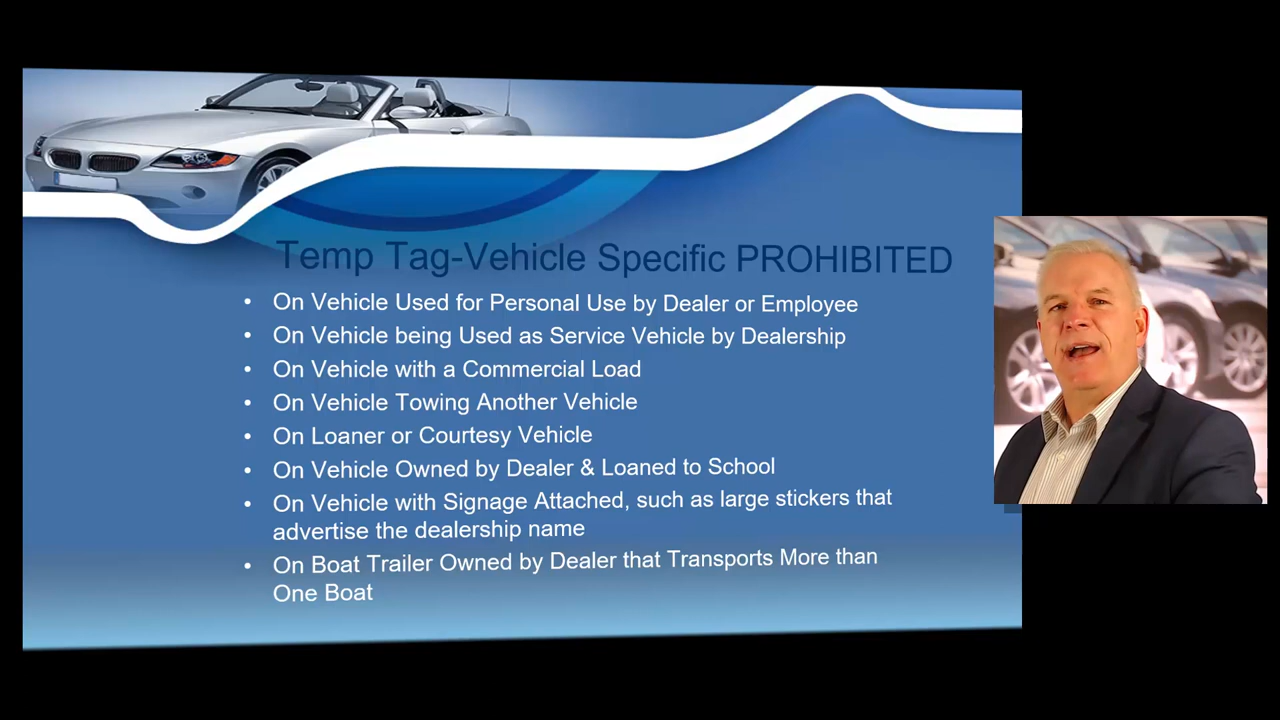 Temp Tag-Vehicle Specific PROHIBITED
• On Vehicle Used for Personal Use by Dealer or Employee
• On Vehicle being Used as Service Vehicle by Dealership
• On Vehicle with a Commercial Load
• On Vehicle Towing Another Vehicle
• On Loaner or Courtesy Vehicle
• On Vehicle Owned by Dealer & Loaned to School
• On Vehicle with Signage Attached, such as large stickers that
advertise the dealership name
• On Boat Trailer Owned by Dealer that Transports More than
One Boat